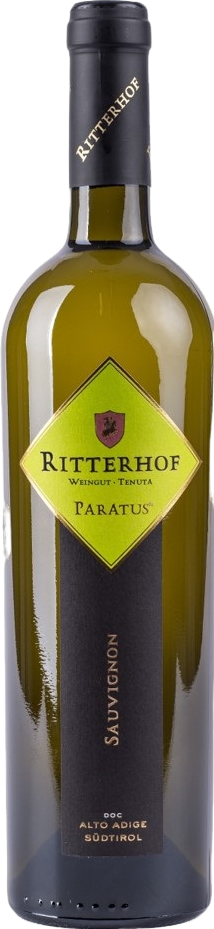 RITTERHOF
RITTERHOF
WEINGUT - TENUTA
PARATUS
SAUVIGNON
DOC
ALTO ADIGE
SÜDTIROL